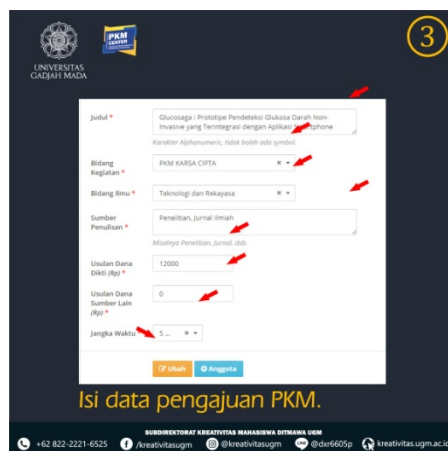 3
PKM
CENTER
UNIVERSITAS
GADJAH MADA
Judul *
Glucosaga : Prototipe Pendeteksi Glukosa Darah Non-
Invasive yang Terintegrasi dengan Aplikasi Smartphone
Karakter Alphanumeric, tidak boleh ada symbol.
Bidang
Kegiatan *
PKM KARSA CIPTA
Bidang Ilmu *
Teknologi dan Rekayasa
Sumber
Penulisan *
Penelitian, Jurnal Ilmiah
Misalnya Penelitian, Jurnal, dsb.
Usulan Dana
Dikti (Rp) *
12000
Usulan Dana
Sumber Lain
(Rp) *
0
Jangka Waktu *
5 ...
Ubah
Anggota
Isi data pengajuan PKM.
SUBDIREKTORAT KREATIVITAS MAHASISWA DITMAWA UGM
+62 822-2221-6525 /kreativitasugm @kreativitasugm @dxr6605p kreativitas.ugm.ac.id